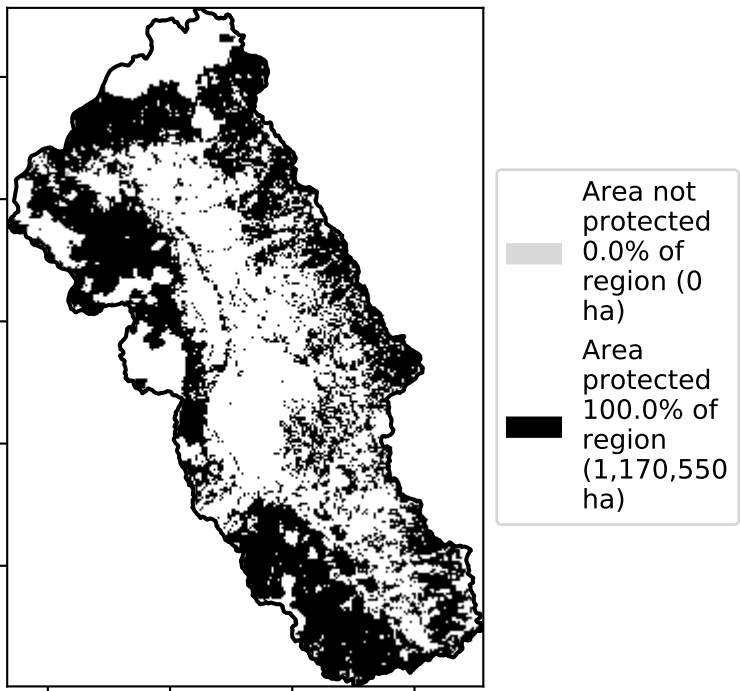 Area not
protected
0.0% of
region (0
ha)
Area
protected
100.0% of
region
(1,170,550
ha)